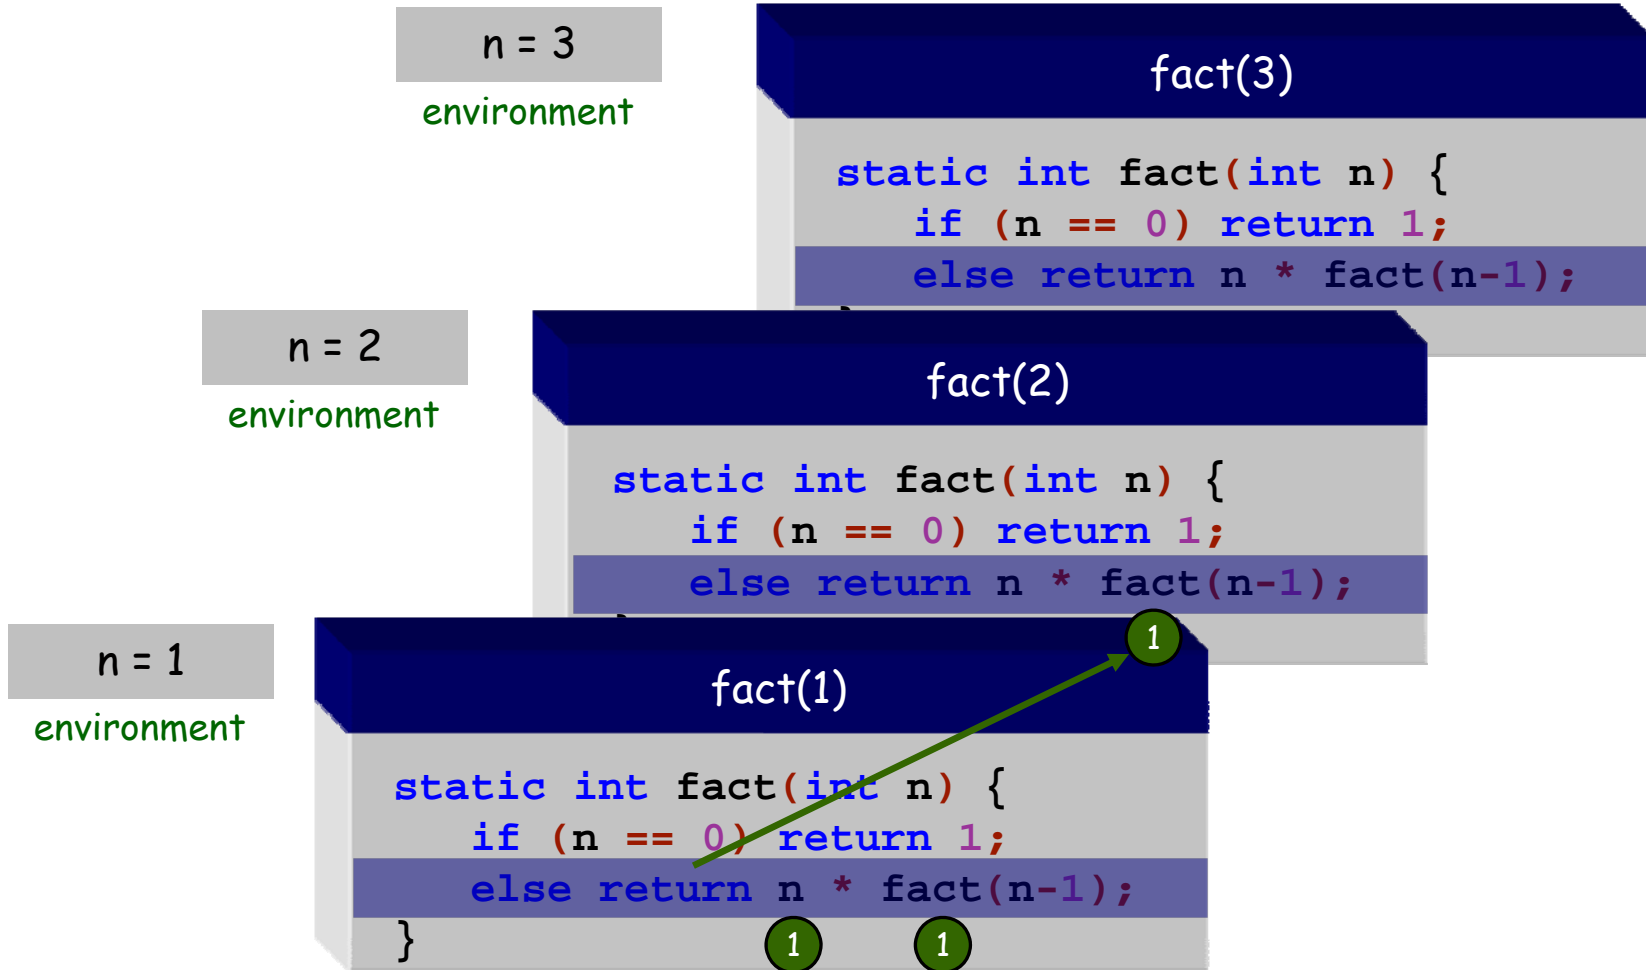 n = 3
environment
fact(3)
static int fact(int n) {
if (n == 0) return 1;
else return n * fact(n-1);
n = 2
environment
fact(2)
static int fact(int n) {
if (n == 0) return 1;
else return n * fact(n-1);
1
n = 1
environment
fact(1)
static int fact(int n) {
if (n == 0) return 1;
else return n * fact(n-1);
}
1 1